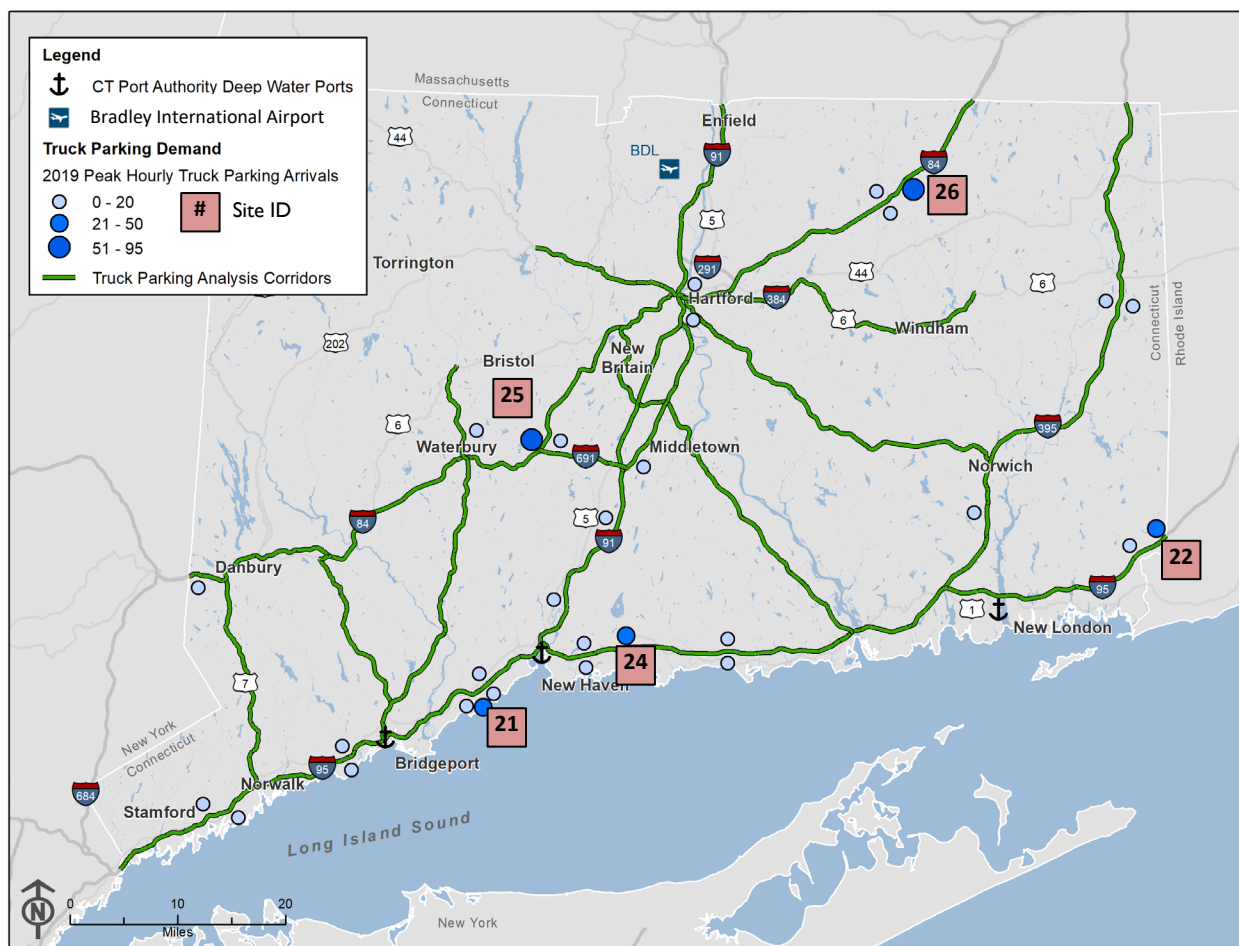 Legend
CT Port Authority Deep Water Ports
Bradley International Airport
Truck Parking Demand
2019 Peak Hourly Truck Parking Arrivals
0 - 20
21 - 50
51 - 95
# Site ID
Truck Parking Analysis Corridors
Massachusetts
Connecticut
44
Enfield
91
BDL
84
26
5
Torrington
291
44
6
Hartford
384
6
Windham
Connecticut
Rhode Island
202
Bristol
New
Britain
25
6
Waterbury
691
Middletown
395
Norwich
84
5
91
Danbury
22
95
1
New London
24
New Haven
7
21
New York
Connecticut
Bridgeport
95
Norwalk
684
Stamford
Long Island Sound
N
0 10 20
Miles
New York